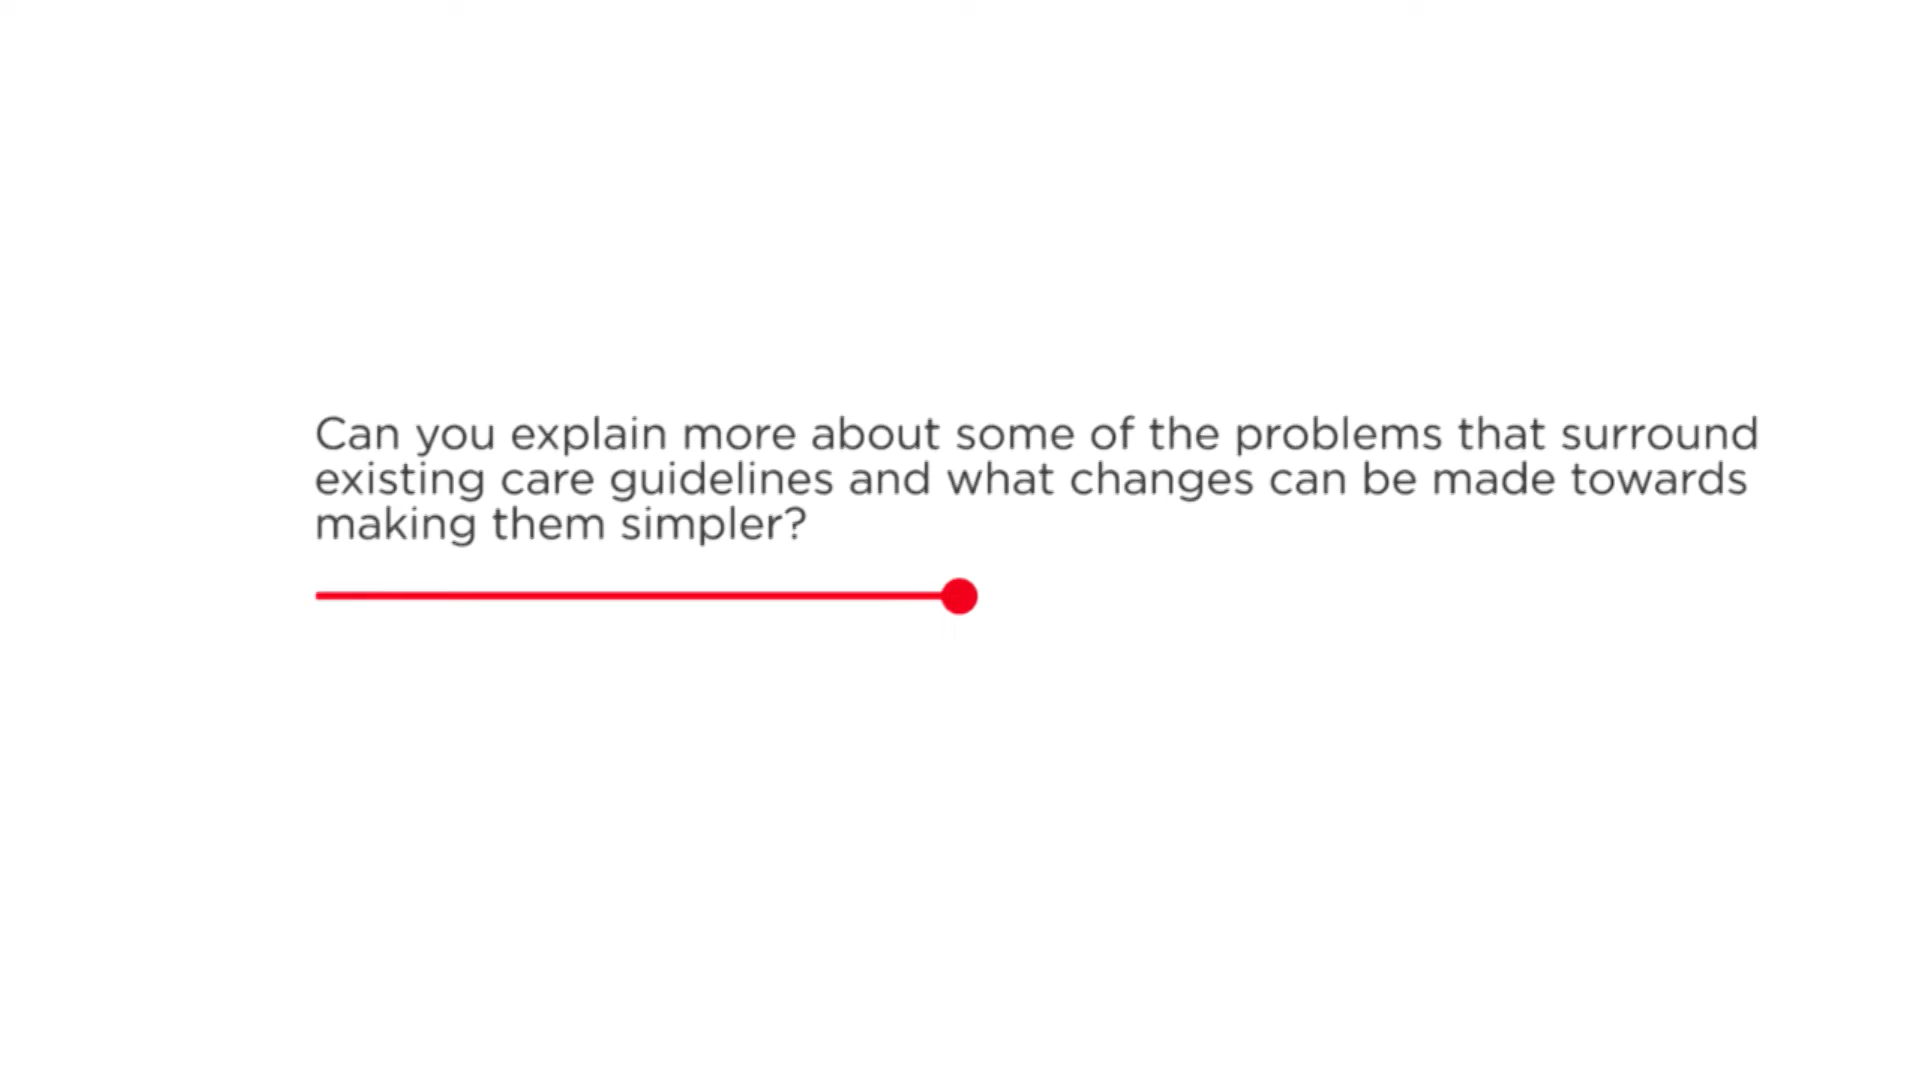 Can you explain more about some of the problems that surround
existing care guidelines and what changes can be made towards
making them simpler?